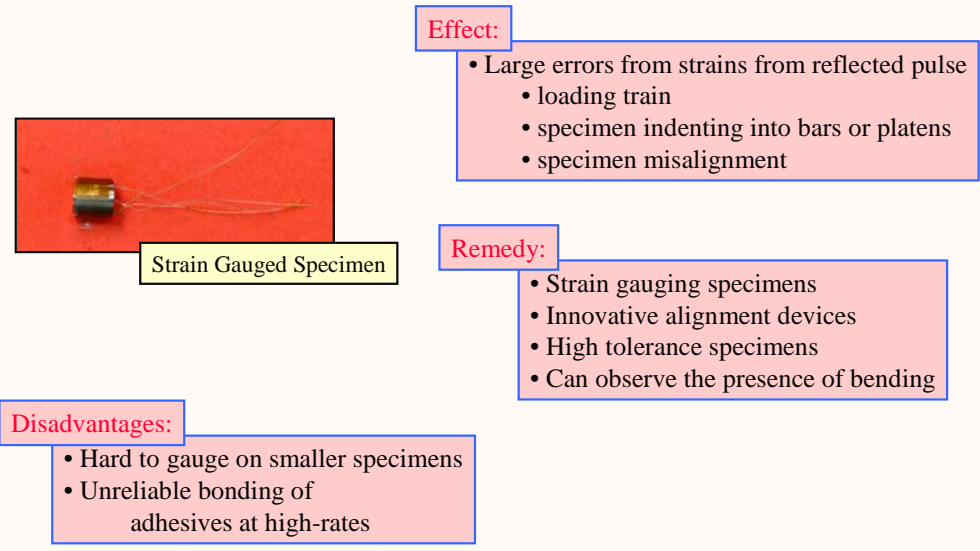 Effect:
• Large errors from strains from reflected pulse
• loading train
• specimen indenting into bars or platens
• specimen misalignment
Strain Gauged Specimen
Remedy:
• Strain gauging specimens
• Innovative alignment devices
• High tolerance specimens
• Can observe the presence of bending
Disadvantages:
• Hard to gauge on smaller specimens
• Unreliable bonding of
adhesives at high-rates